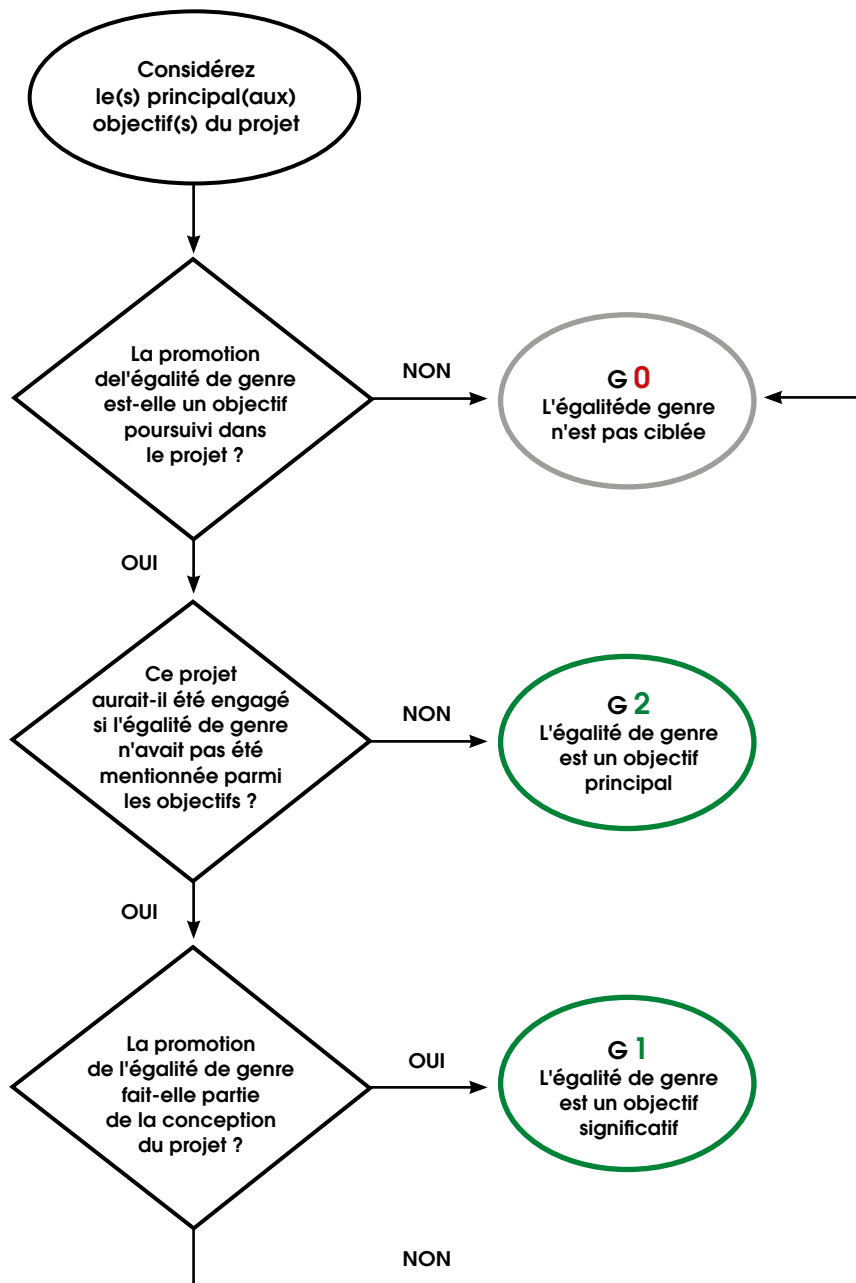 Considérez
le(s) principal(aux)
objectif(s) du projet
La promotion
del'égalité de genre
est-elle un objectif
poursuivi dans
le projet ?
NON
G 0
L'égalitéde genre
n'est pas ciblée
OUI
Ce projet
aurait-il été engagé
si l'égalité de genre
n'avait pas été
mentionnée parmi
les objectifs ?
NON
G 2
L'égalité de genre
est un objectif
principal
OUI
La promotion
de l'égalité de genre
fait-elle partie
de la conception
du projet ?
OUI
G 1
L'égalité de genre
est un objectif
significatif
NON